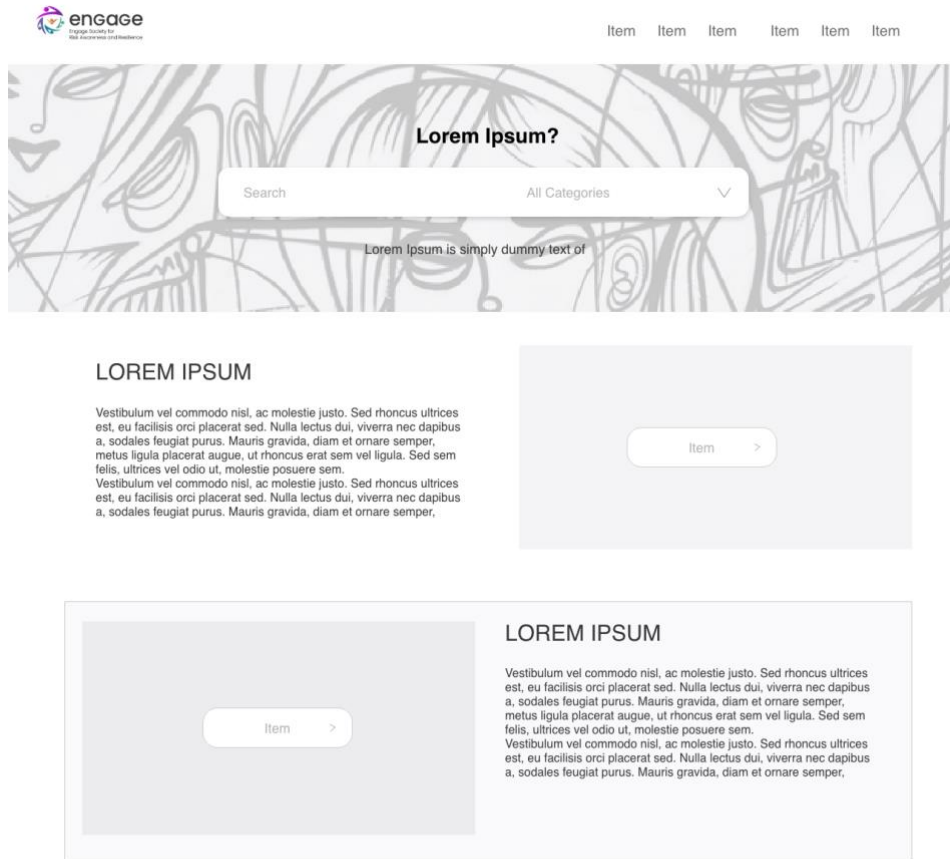 engage
Engage Society for
Risk Awareness and Resilience
Item Item Item Item Item Item
Lorem Ipsum?
Search All Categories
Lorem Ipsum is simply dummy text of
LOREM IPSUM
Vestibulum vel commodo nisl, ac molestie justo. Sed rhoncus ultrices
est, eu facilisis orci placerat sed. Nulla lectus dui, viverra nec dapibus
a, sodales feugiat purus. Mauris gravida, diam et ornare semper,
metus ligula placerat augue, ut rhoncus erat sem vel ligula. Sed sem
felis, ultrices vel odio ut, molestie posuere sem.
Vestibulum vel commodo nisl, ac molestie justo. Sed rhoncus ultrices
est, eu facilisis orci placerat sed. Nulla lectus dui, viverra nec dapibus
a, sodales feugiat purus. Mauris gravida, diam et ornare semper,
Item >
Item >
LOREM IPSUM
Vestibulum vel commodo nisl, ac molestie justo. Sed rhoncus ultrices
est, eu facilisis orci placerat sed. Nulla lectus dui, viverra nec dapibus
a, sodales feugiat purus. Mauris gravida, diam et ornare semper,
metus ligula placerat augue, ut rhoncus erat sem vel ligula. Sed sem
felis, ultrices vel odio ut, molestie posuere sem.
Vestibulum vel commodo nisl, ac molestie justo. Sed rhoncus ultrices
est, eu facilisis orci placerat sed. Nulla lectus dui, viverra nec dapibus
a, sodales feugiat purus. Mauris gravida, diam et ornare semper,